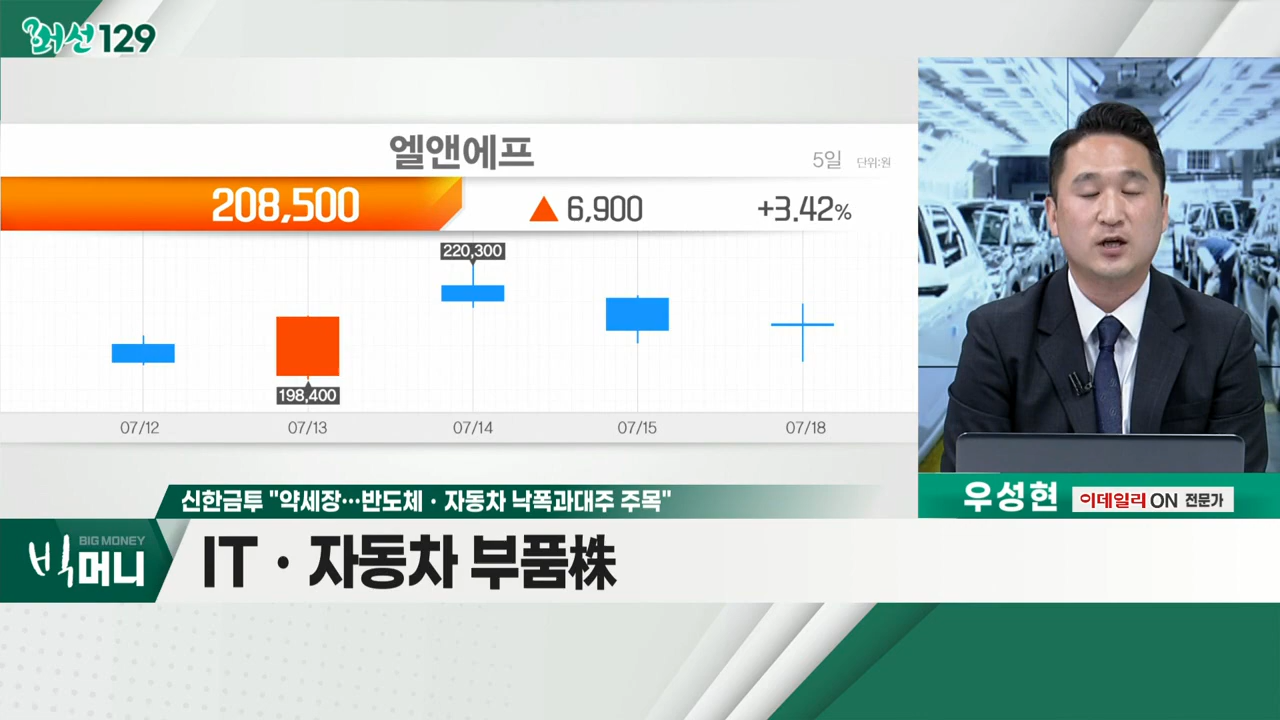 최선129
엘앤에프
5일 단위:원
208,500 ▲ 6,900 +3.42%
220,300
198,400
07/12 07/13 07/14 07/15 07/18
우성현 이데일리ON 전문가
신한금투 "약세장…반도체·자동차 낙폭과대주 주목"
빅머니 BIG MONEY
IT·자동차 부품株